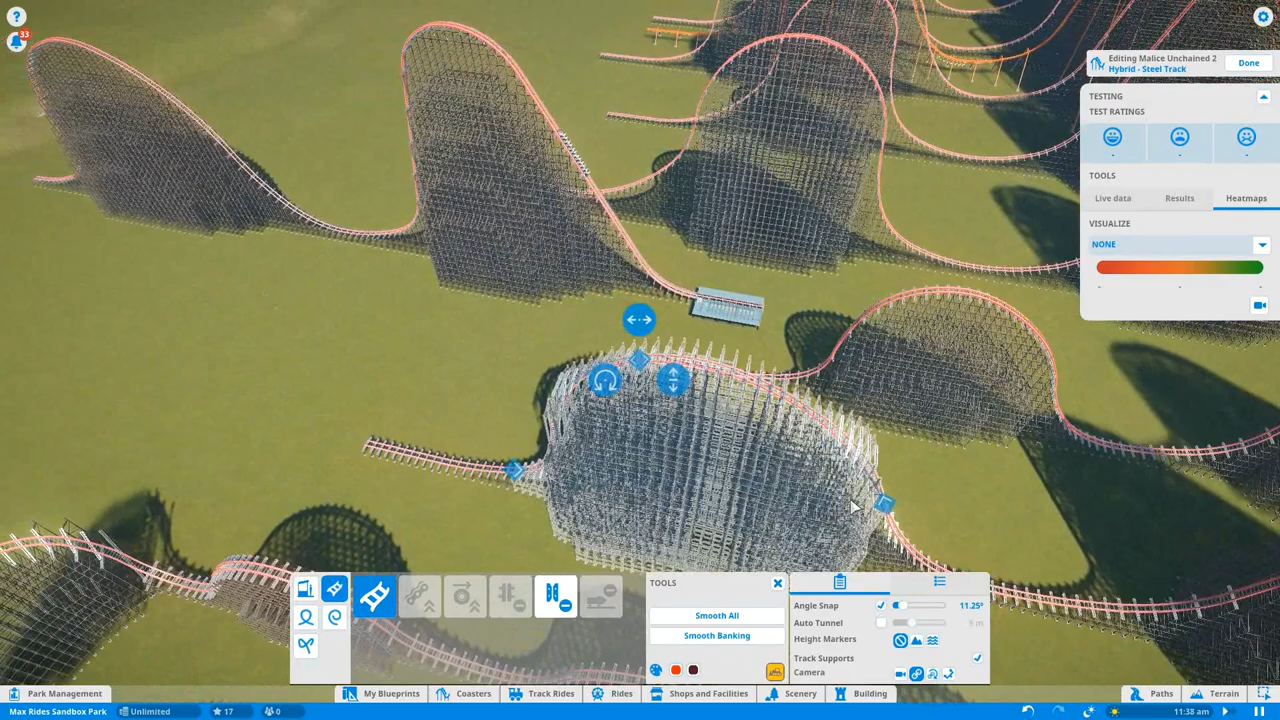 ?
33
Editing Malice Unchained 2
Hybrid - Steel Track
Done
TESTING
TEST RATINGS
- - -
TOOLS
Live data Results Heatmaps
VISUALIZE
NONE
- - -
TOOLS
Smooth All
Smooth Banking
Angle Snap 11.25°
Auto Tunnel
Height Markers
Track Supports
Camera
Park Management My Blueprints Coasters Track Rides Rides Shops and Facilities Scenery Building Paths Terrain
Max Rides Sandbox Park Unlimited 17 0 11:38 am